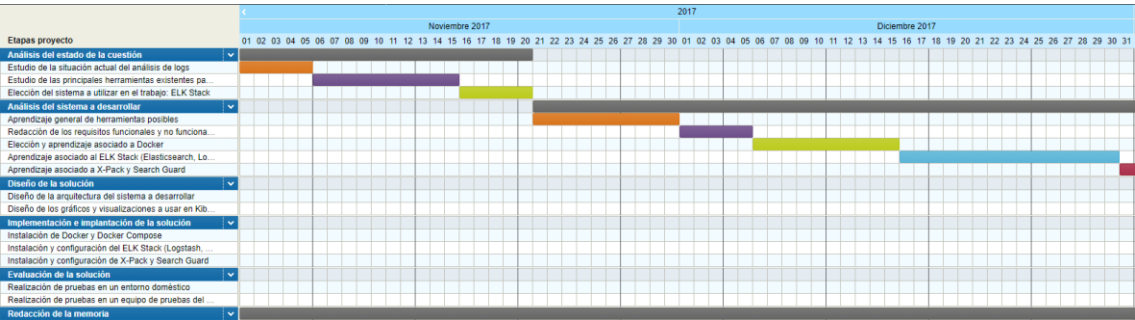 2017
Noviembre 2017 Diciembre 2017
Etapas proyecto 01 02 03 04 05 06 07 08 09 10 11 12 13 14 15 16 17 18 19 20 21 22 23 24 25 26 27 28 29 30 01 02 03 04 05 06 07 08 09 10 11 12 13 14 15 16 17 18 19 20 21 22 23 24 25 26 27 28 29 30 31
Análisis del estado de la cuestión
Estudio de la situación actual del análisis de logs
Estudio de las principales herramientas existentes pa...
Elección del sistema a utilizar en el trabajo: ELK Stack
Análisis del sistema a desarrollar
Aprendizaje general de herramientas posibles
Redacción de los requisitos funcionales y no funciona...
Elección y aprendizaje asociado a Docker
Aprendizaje asociado al ELK Stack (Elasticsearch, Lo...
Aprendizaje asociado a X-Pack y Search Guard
Diseño de la solución
Diseño de la arquitectura del sistema a desarrollar
Diseño de los gráficos y visualizaciones a usar en Kib...
Implementación e implantación de la solución
Instalación de Docker y Docker Compose
Instalación y configuración del ELK Stack (Logstash, ...
Instalación y configuración de X-Pack y Search Guard
Evaluación de la solución
Realización de pruebas en un entorno doméstico
Realización de pruebas en un equipo de pruebas del ...
Redacción de la memoria